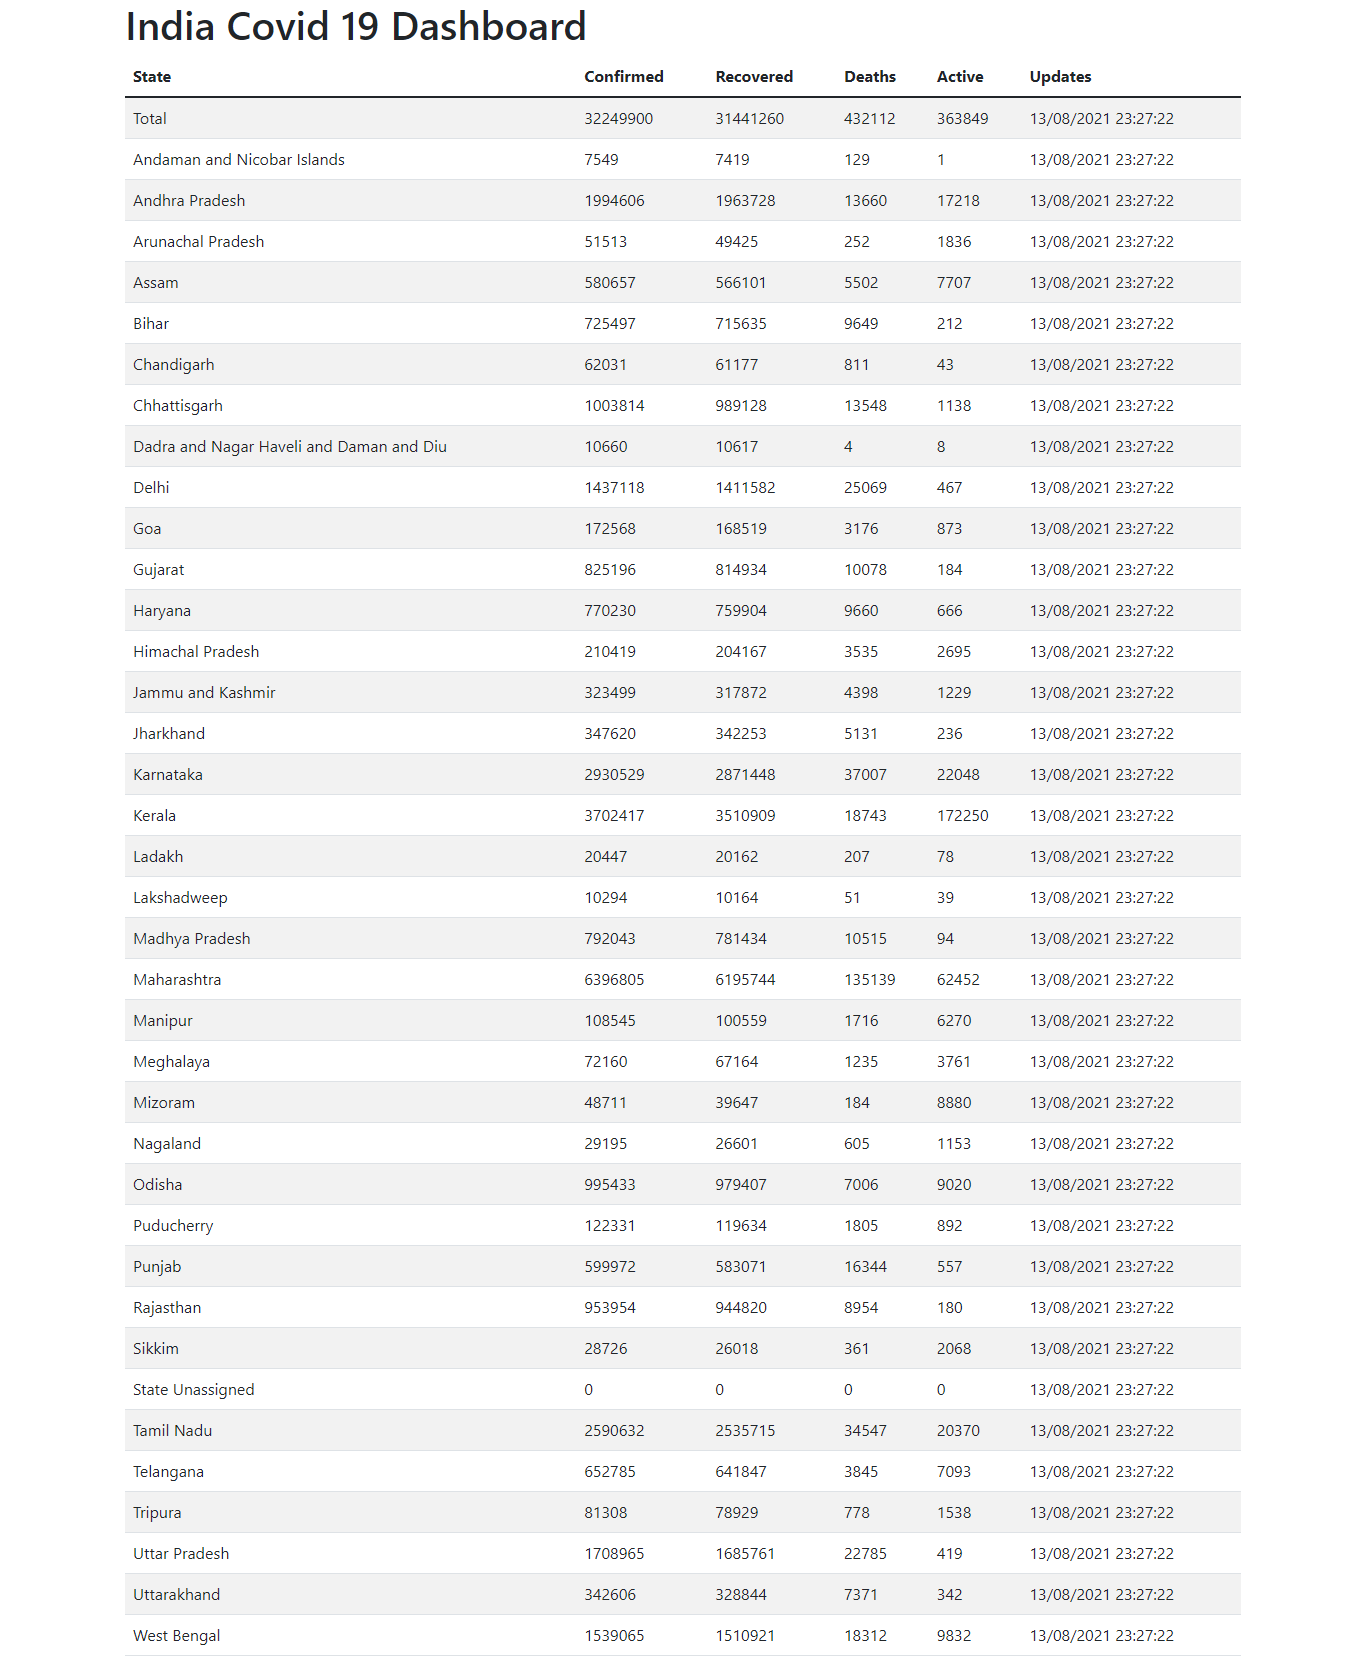 India Covid 19 Dashboard
State Confirmed Recovered Deaths Active Updates
Total 32249900 31441260 432112 363849 13/08/2021 23:27:22
Andaman and Nicobar Islands 7549 7419 129 1 13/08/2021 23:27:22
Andhra Pradesh 1994606 1963728 13660 17218 13/08/2021 23:27:22
Arunachal Pradesh 51513 49425 252 1836 13/08/2021 23:27:22
Assam 580657 566101 5502 7707 13/08/2021 23:27:22
Bihar 725497 715635 9649 212 13/08/2021 23:27:22
Chandigarh 62031 61177 811 43 13/08/2021 23:27:22
Chhattisgarh 1003814 989128 13548 1138 13/08/2021 23:27:22
Dadra and Nagar Haveli and Daman and Diu 10660 10617 4 8 13/08/2021 23:27:22
Delhi 1437118 1411582 25069 467 13/08/2021 23:27:22
Goa 172568 168519 3176 873 13/08/2021 23:27:22
Gujarat 825196 814934 10078 184 13/08/2021 23:27:22
Haryana 770230 759904 9660 666 13/08/2021 23:27:22
Himachal Pradesh 210419 204167 3535 2695 13/08/2021 23:27:22
Jammu and Kashmir 323499 317872 4398 1229 13/08/2021 23:27:22
Jharkhand 347620 342253 5131 236 13/08/2021 23:27:22
Karnataka 2930529 2871448 37007 22048 13/08/2021 23:27:22
Kerala 3702417 3510909 18743 172250 13/08/2021 23:27:22
Ladakh 20447 20162 207 78 13/08/2021 23:27:22
Lakshadweep 10294 10164 51 39 13/08/2021 23:27:22
Madhya Pradesh 792043 781434 10515 94 13/08/2021 23:27:22
Maharashtra 6396805 6195744 135139 62452 13/08/2021 23:27:22
Manipur 108545 100559 1716 6270 13/08/2021 23:27:22
Meghalaya 72160 67164 1235 3761 13/08/2021 23:27:22
Mizoram 48711 39647 184 8880 13/08/2021 23:27:22
Nagaland 29195 26601 605 1153 13/08/2021 23:27:22
Odisha 995433 979407 7006 9020 13/08/2021 23:27:22
Puducherry 122331 119634 1805 892 13/08/2021 23:27:22
Punjab 599972 583071 16344 557 13/08/2021 23:27:22
Rajasthan 953954 944820 8954 180 13/08/2021 23:27:22
Sikkim 28726 26018 361 2068 13/08/2021 23:27:22
State Unassigned 0 0 0 0 13/08/2021 23:27:22
Tamil Nadu 2590632 2535715 34547 20370 13/08/2021 23:27:22
Telangana 652785 641847 3845 7093 13/08/2021 23:27:22
Tripura 81308 78929 778 1538 13/08/2021 23:27:22
Uttar Pradesh 1708965 1685761 22785 419 13/08/2021 23:27:22
Uttarakhand 342606 328844 7371 342 13/08/2021 23:27:22
West Bengal 1539065 1510921 18312 9832 13/08/2021 23:27:22